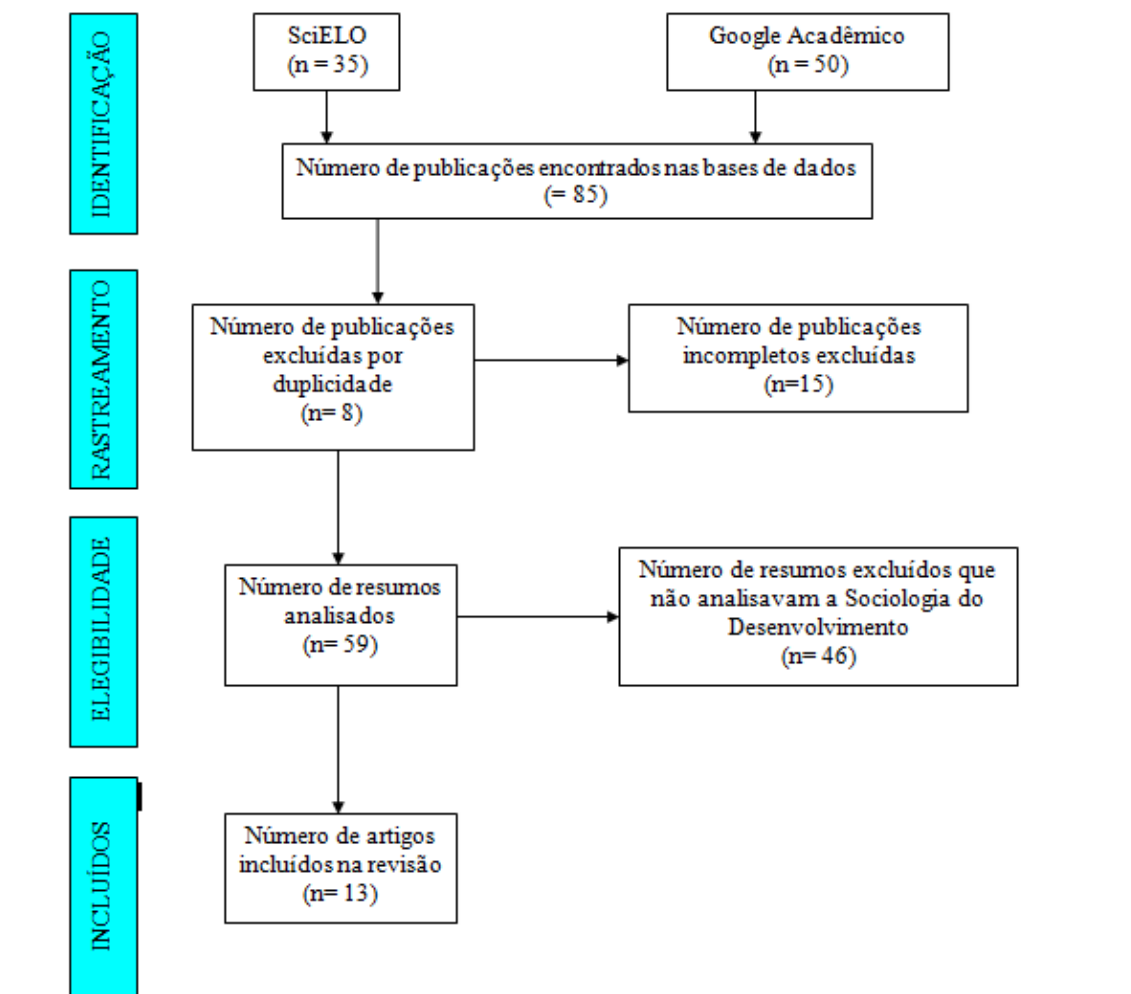 IDENTIFICAÇÃO
SciELO
(n = 35)
Google Acadêmico
(n = 50)
Número de publicações encontrados nas bases de dados
(= 85)
RASTREAMENTO
Número de publicações
excluídas por
duplicidade
(n= 8)
Número de publicações
incompletos excluídas
(n=15)
ELEGIBILIDADE
Número de resumos
analisados
(n= 59)
Número de resumos excluídos que
não analisavam a Sociologia do
Desenvolvimento
(n= 46)
INCLUÍDOS
Número de artigos
incluídos na revisão
(n= 13)